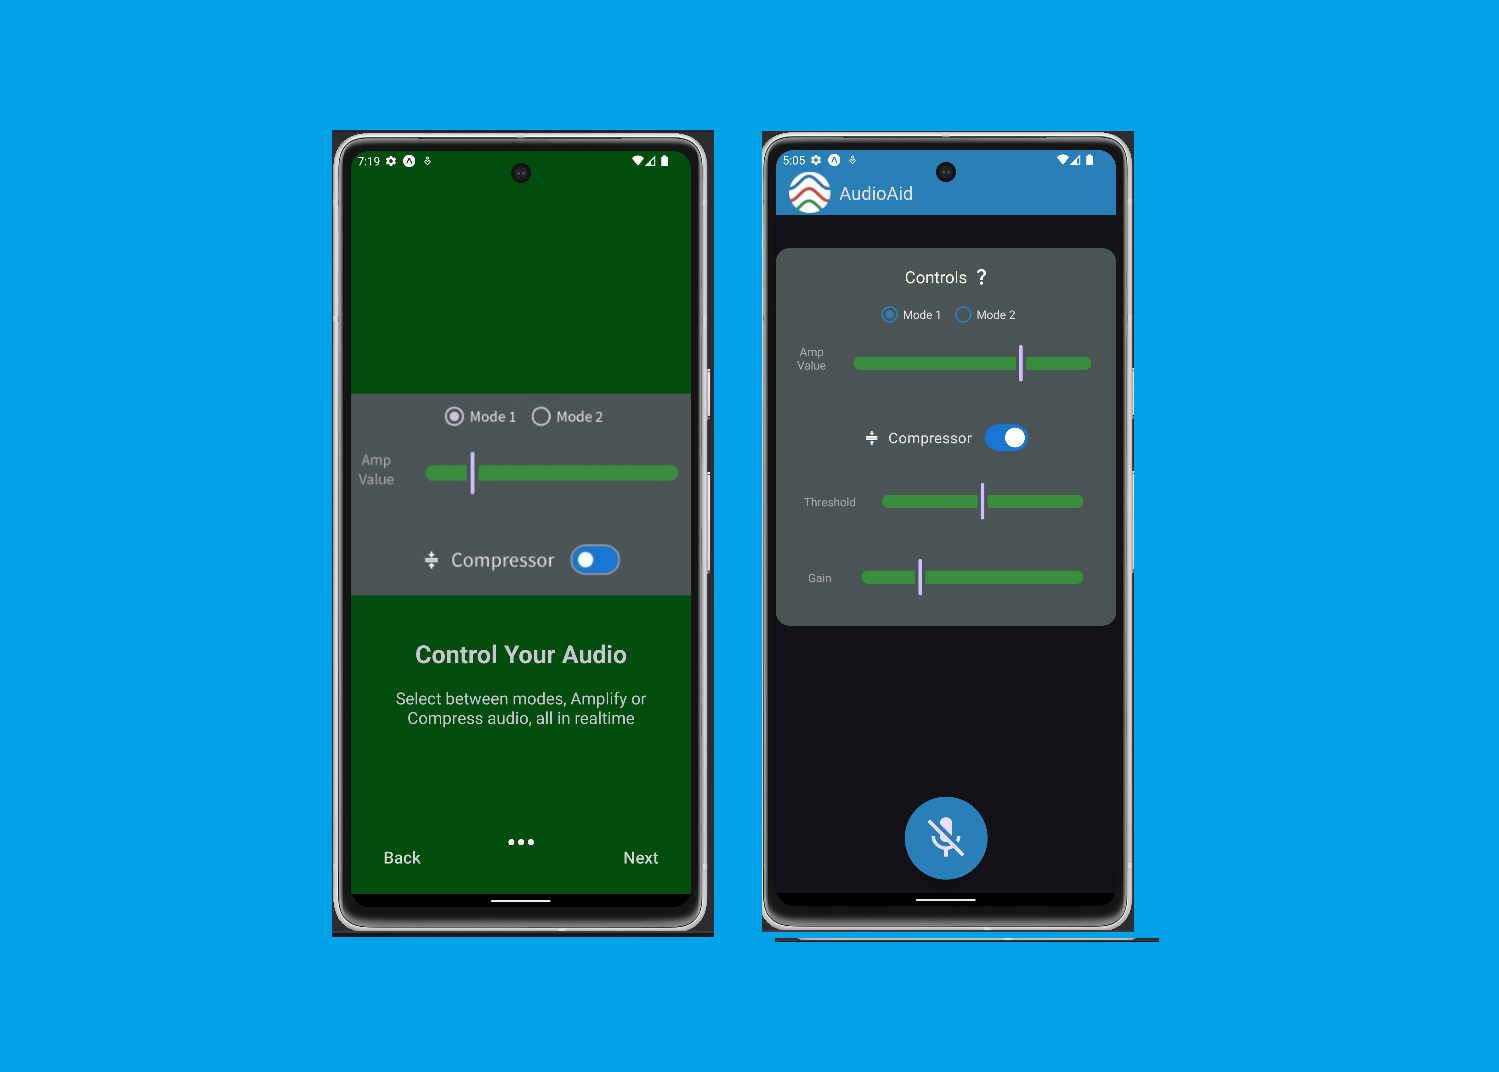 7:19
Mode 1 Mode 2
Amp
Value
Compressor
Control Your Audio
Select between modes, Amplify or
Compress audio, all in realtime
Back
Next
5:05
AudioAid
Controls ?
Mode 1 Mode 2
Amp
Value
Compressor
Threshold
Gain